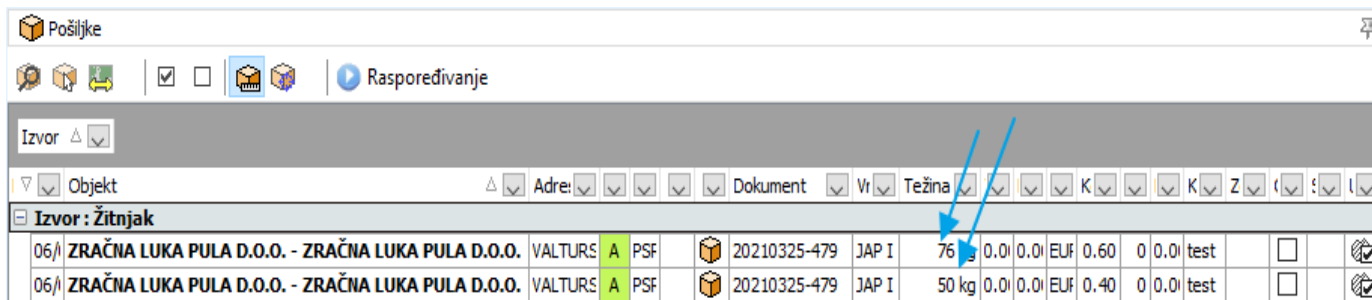 Pošiljke
Raspoređivanje
Izvor
Objekt Dokument Težina K K Z
Izvor : Žitnjak
06/ ZRAČNA LUKA PULA D.O.O. - ZRAČNA LUKA PULA D.O.O. VALTURS A PSF 20210325-479 JAP I 76 kg 0.0 0.0 EUF 0.60 0 0.0 test
06/ ZRAČNA LUKA PULA D.O.O. - ZRAČNA LUKA PULA D.O.O. VALTURS A PSF 20210325-479 JAP I 50 kg 0.0 0.0 EUF 0.40 0 0.0 test